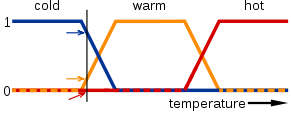 cold warm hot
1
0
temperature